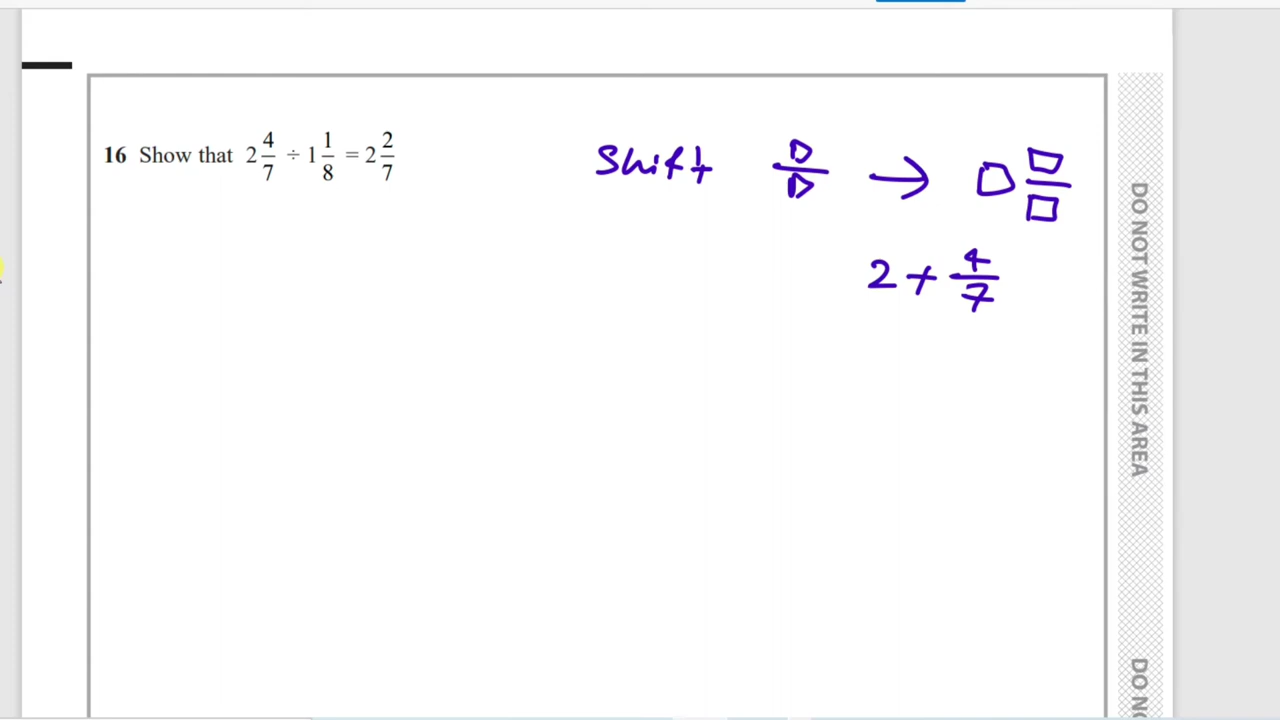 16 Show that 2 4/7 ÷ 1 1/8 = 2 2/7
Shift □/□ → □ □/□
2 + 4/7
DO NOT WRITE IN THIS AREA
DO NO